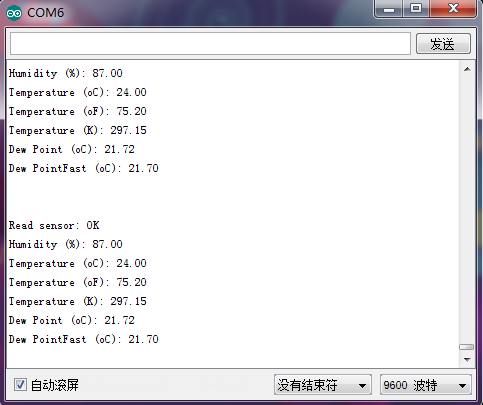 COM6
发送
Humidity (%): 87.00
Temperature (oC): 24.00
Temperature (oF): 75.20
Temperature (K): 297.15
Dew Point (oC): 21.72
Dew PointFast (oC): 21.70
Read sensor: OK
Humidity (%): 87.00
Temperature (oC): 24.00
Temperature (oF): 75.20
Temperature (K): 297.15
Dew Point (oC): 21.72
Dew PointFast (oC): 21.70
自动滚屏
没有结束符
9600 波特